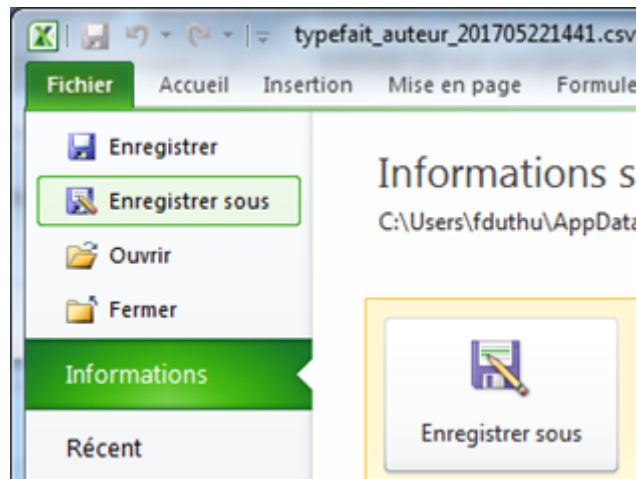 typefait_auteur_201705221441.csv
Fichier Accueil Insertion Mise en page Formule
Enregistrer
Enregistrer sous
Ouvrir
Fermer
Informations
Récent
Informations s
C:\Users\fduthu\AppData
Enregistrer sous